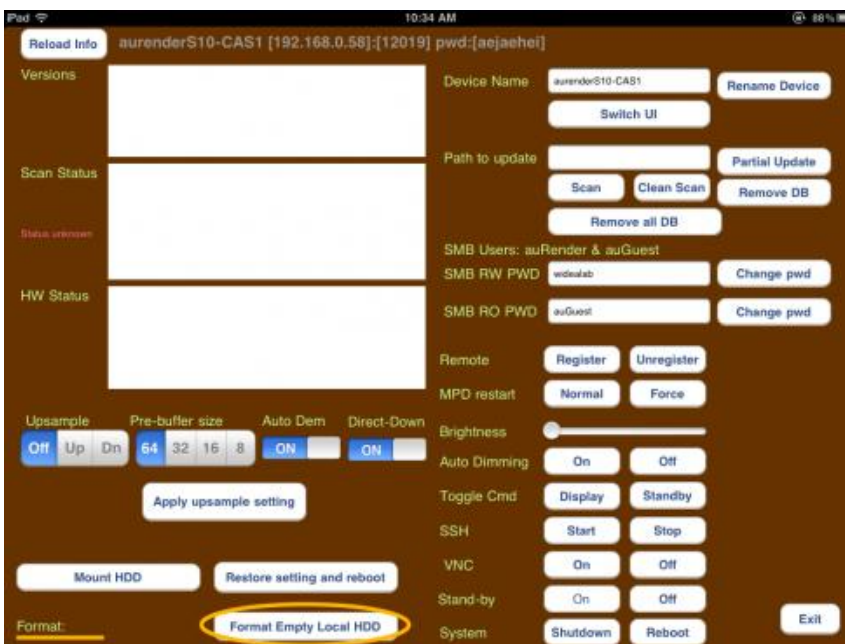 iPad 10:34 AM 88%
Reload Info aurenderS10-CAS1 [192.168.0.58]:[12019] pwd:[aejaehei]
Versions
Device Name aurenderS10-CAS1 Rename Device
Switch UI
Path to update Partial Update
Scan Status
Scan Clean Scan Remove DB
Remove all DB
Status unknown
SMB Users: auRender & auGuest
SMB RW PWD widealab Change pwd
HW Status
SMB RO PWD auGuest Change pwd
Remote Register Unregister
MPD restart Normal Force
Upsample Pre-buffer size Auto Dem Direct-Down
Brightness
Off Up Dn 64 32 16 8 ON ON
Auto Dimming On Off
Apply upsample setting
Toggle Cmd Display Standby
SSH Start Stop
VNC On Off
Mount HDD Restore setting and reboot
Stand-by On Off
Format: Format Empty Local HDD
System Shutdown Reboot Exit